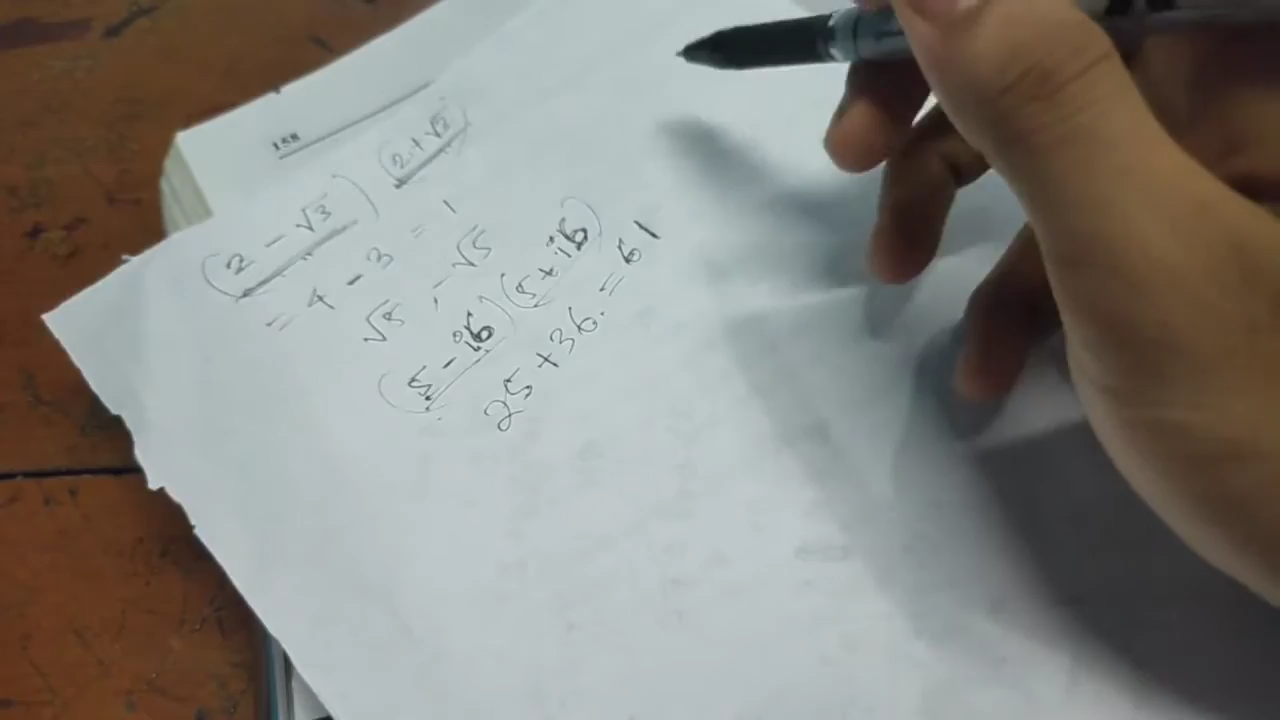 158
(2 - √3) (2 + √3)
= 4 - 3 = 1
√5, -√5
(5 - i6) (5 + i6)
25 + 36 = 61